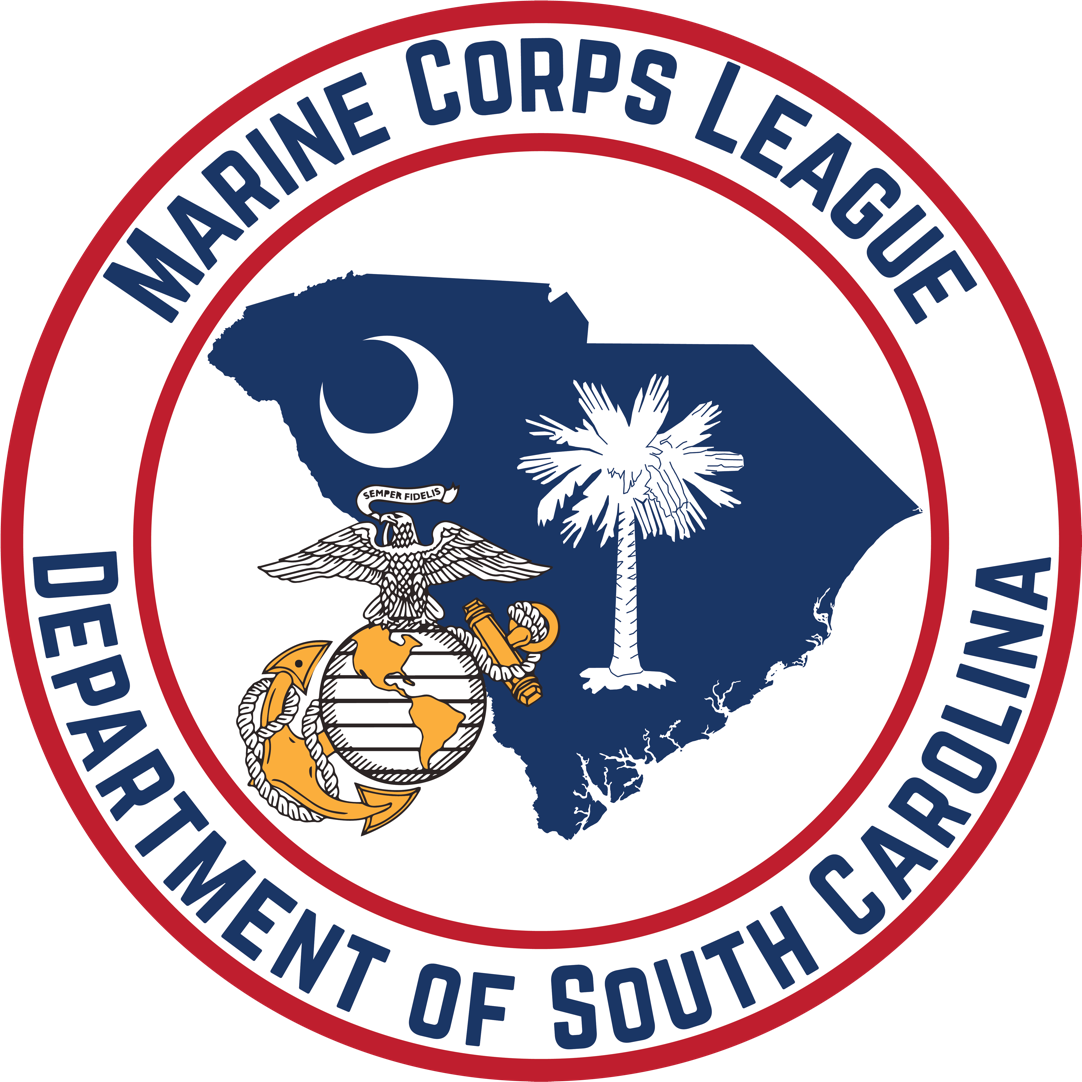 MARINE CORPS LEAGUE
SEMPER FIDELIS
DEPARTMENT OF SOUTH CAROLINA